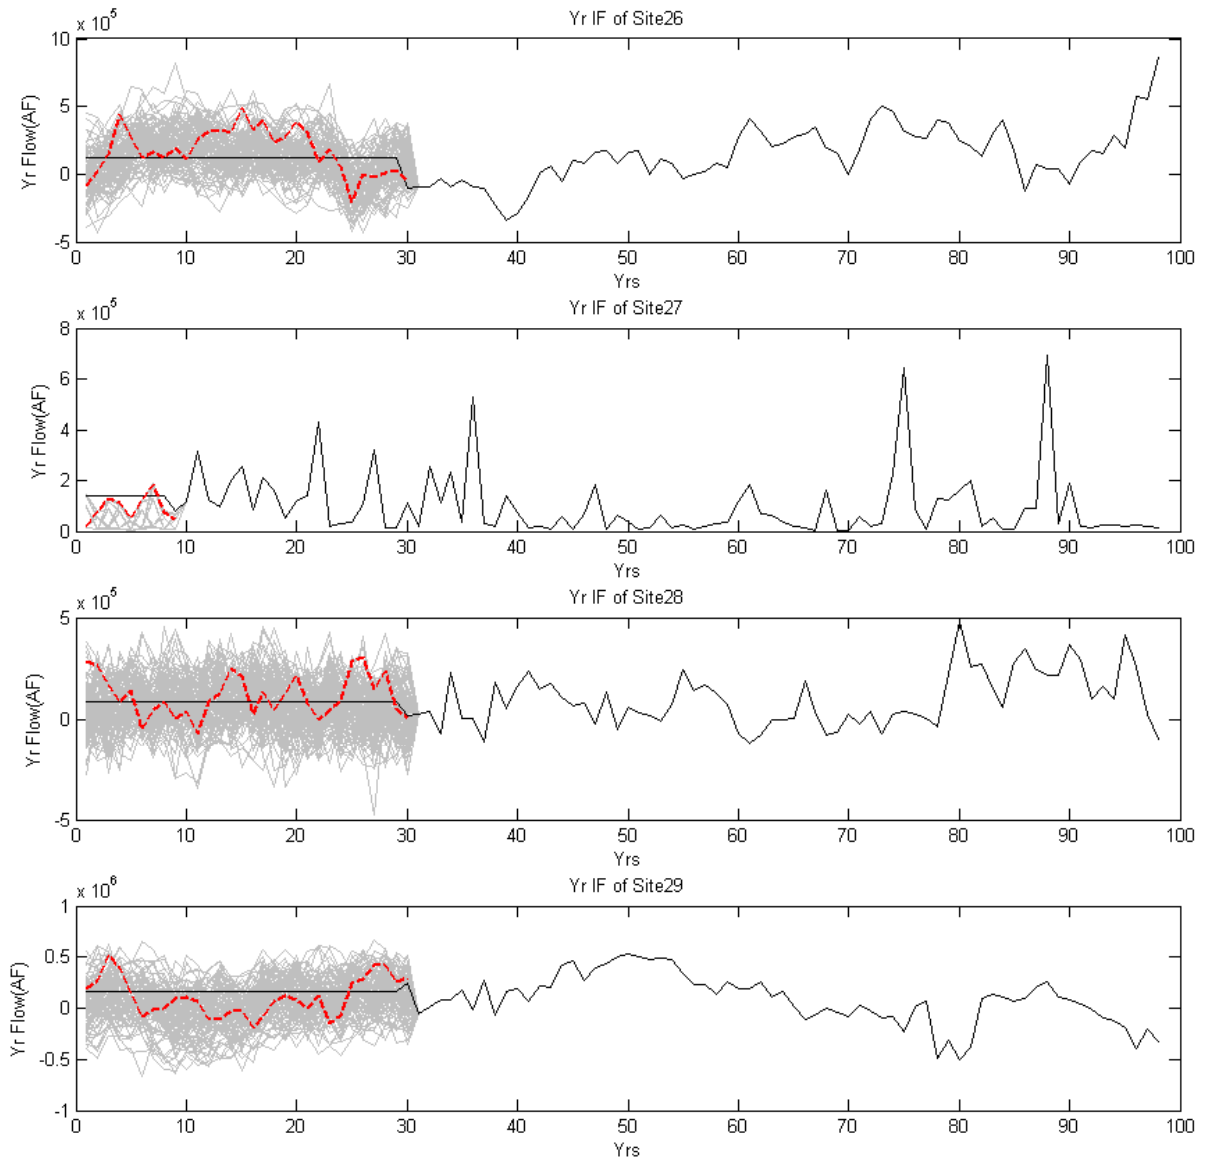 x 10^5
Yr IF of Site26
Yr Flow(AF)
10
5
0
-5
0 10 20 30 40 50 60 70 80 90 100
Yrs
x 10^5
Yr IF of Site27
Yr Flow(AF)
8
6
4
2
0
0 10 20 30 40 50 60 70 80 90 100
Yrs
x 10^5
Yr IF of Site28
Yr Flow(AF)
5
0
-5
0 10 20 30 40 50 60 70 80 90 100
Yrs
x 10^6
Yr IF of Site29
Yr Flow(AF)
1
0.5
0
-0.5
-1
0 10 20 30 40 50 60 70 80 90 100
Yrs